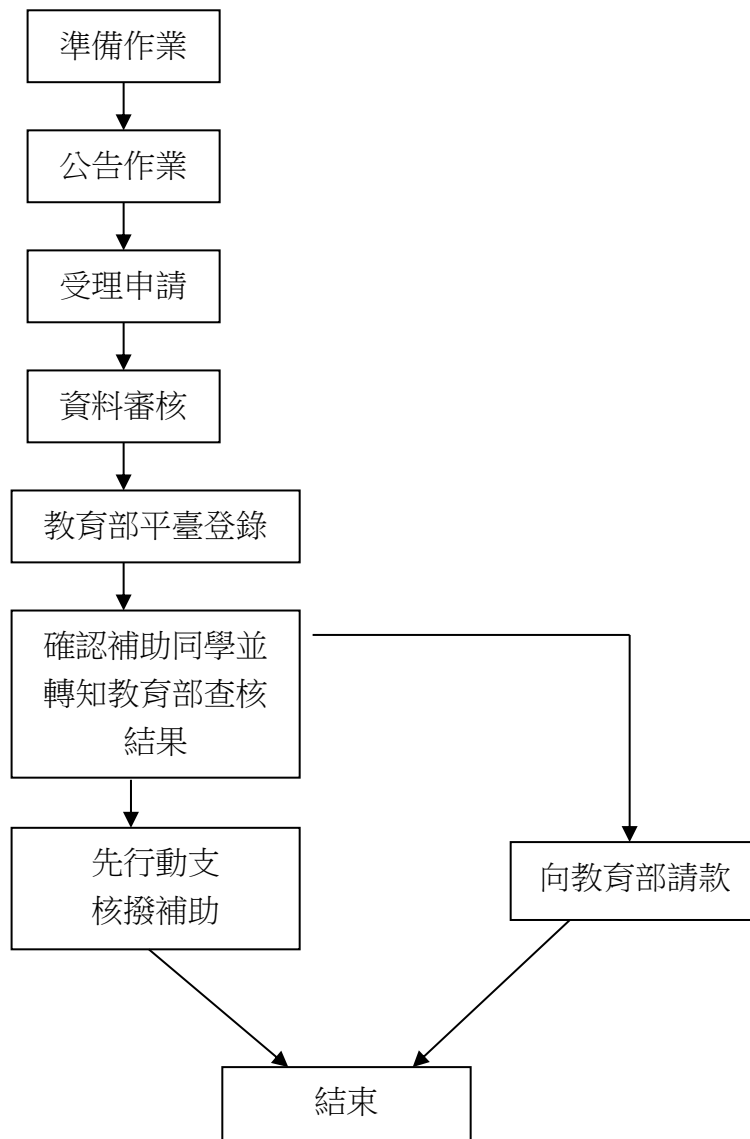 準備作業
公告作業
受理申請
資料審核
教育部平臺登錄
確認補助同學並
轉知教育部查核
結果
先行動支
核撥補助
向教育部請款
結束